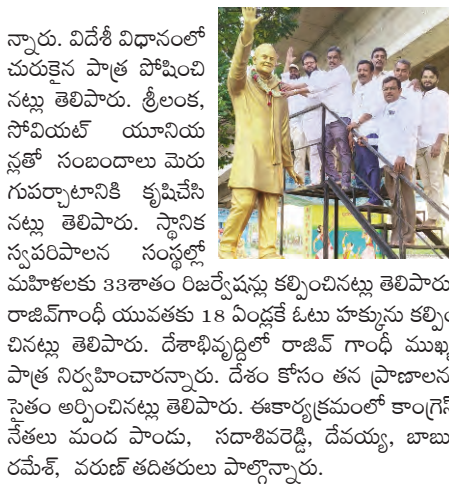 న్నారు. విదేశీ విధానంలో
చురుకైన పాత్ర పోషించి
నట్లు తెలిపారు. శ్రీలంక,
సోవియట్ యూనియ
న్లతో సంబందాలు మెరు
గుపర్చాటానికి కృషిచేసి
నట్లు తెలిపారు. స్థానిక
స్వపరిపాలన సంస్థల్లో
మహిళలకు 33శాతం రిజర్వేషన్లు కల్పించినట్లు తెలిపారు
రాజివ్‌గాంధీ యువతకు 18 ఏండ్లకే ఓటు హక్కును కల్పిం
చినట్లు తెలిపారు. దేశాభివృద్దిలో రాజివ్ గాంధీ ముఖ్య
పాత్ర నిర్వహించారన్నారు. దేశం కోసం తన ప్రాణాలన
సైతం అర్పించినట్లు తెలిపారు. ఈకార్యక్రమంలో కాంగ్రెస్
నేతలు మంద పాండు, సదాశివరెడ్డి, దేవయ్య, బాబు
రమేశ్, వరుణ్ తదితరులు పాల్గొన్నారు.